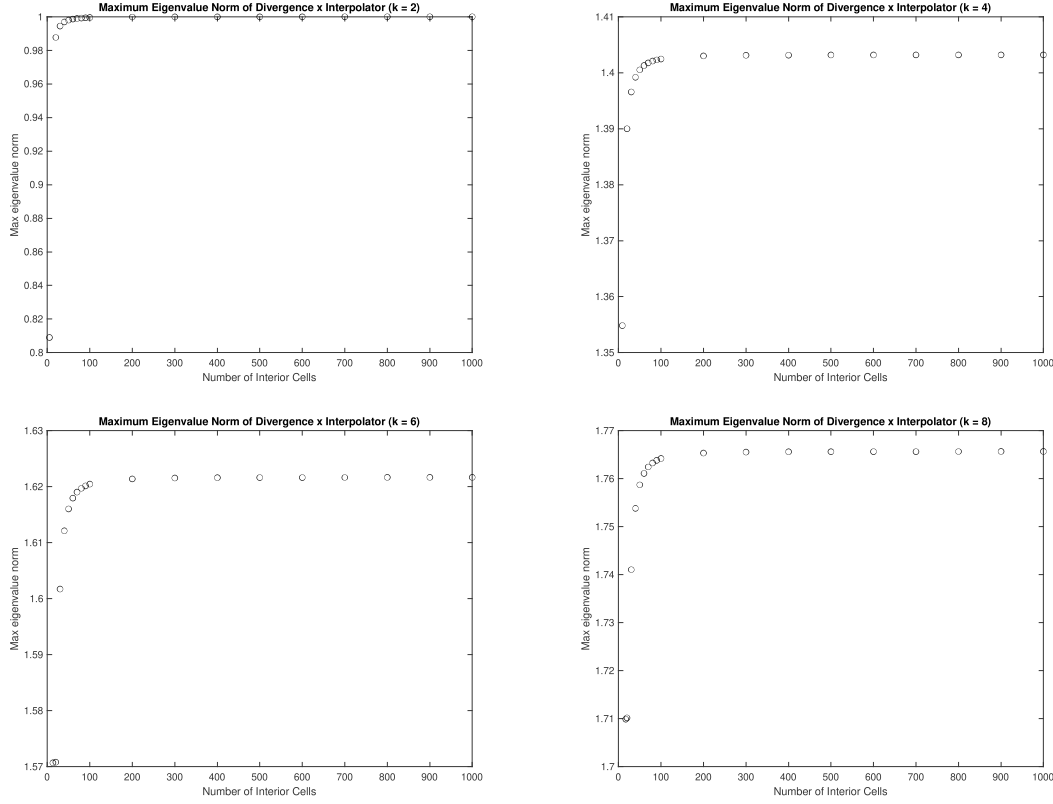 Maximum Eigenvalue Norm of Divergence x Interpolator (k = 2)
1
0.98
0.96
0.94
0.92
0.9
0.88
0.86
0.84
0.82
0.8
Max eigenvalue norm
0 100 200 300 400 500 600 700 800 900 1000
Number of Interior Cells
Maximum Eigenvalue Norm of Divergence x Interpolator (k = 4)
1.41
1.4
1.39
1.38
1.37
1.36
1.35
Max eigenvalue norm
0 100 200 300 400 500 600 700 800 900 1000
Number of Interior Cells
Maximum Eigenvalue Norm of Divergence x Interpolator (k = 6)
1.63
1.62
1.61
1.6
1.59
1.58
1.57
Max eigenvalue norm
0 100 200 300 400 500 600 700 800 900 1000
Number of Interior Cells
Maximum Eigenvalue Norm of Divergence x Interpolator (k = 8)
1.77
1.76
1.75
1.74
1.73
1.72
1.71
1.7
Max eigenvalue norm
0 100 200 300 400 500 600 700 800 900 1000
Number of Interior Cells